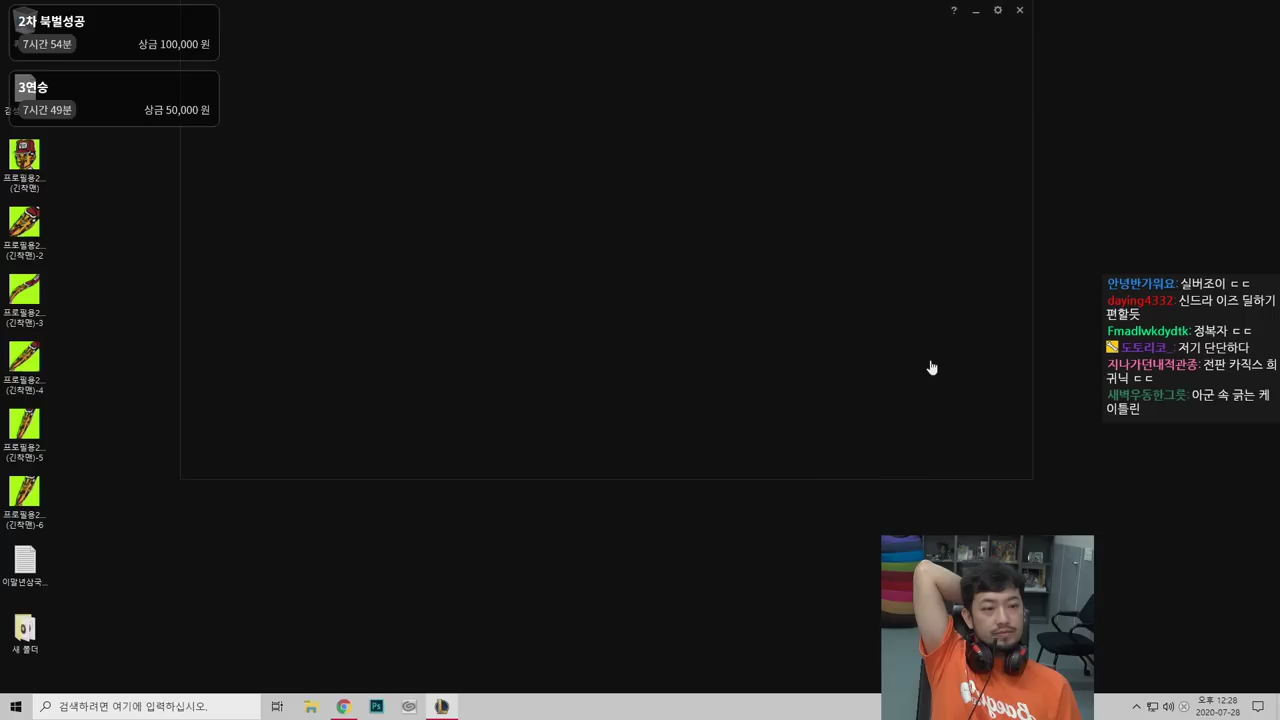 2차 북벌성공
7시간 54분
상금 100,000 원
3연승
7시간 49분
상금 50,000 원
프로필용2...
(긴착맨)
프로필용2...
(긴착맨)-2
프로필용2...
(긴착맨)-3
프로필용2...
(긴착맨)-4
프로필용2...
(긴착맨)-5
프로필용2...
(긴착맨)-6
이말년삼국...
새 폴더
안녕반가워요: 실버조이 ㄷㄷ
daying4332: 신드라 이즈 딜하기
편할듯
Fmadlwkdydtk: 정복자 ㄷㄷ
도토리코_: 저기 단단하다
지나가던내적관종: 전판 카직스 희
귀닉 ㄷㄷ
새벽우동한그릇: 아군 속 긁는 케
이틀린
검색하려면 여기에 입력하십시오.
Ps
오후 12:28
2020-07-28